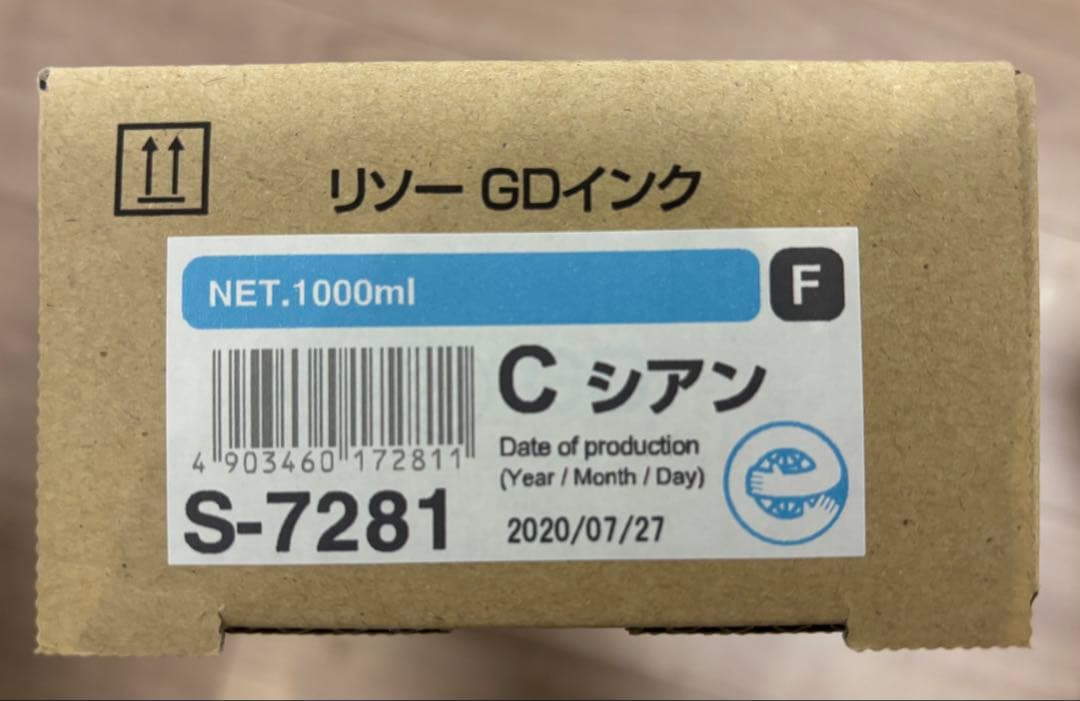 リソー GDインク
NET.1000ml
F
C シアン
4 903460 172811
Date of production
(Year / Month / Day)
S-7281
2020/07/27